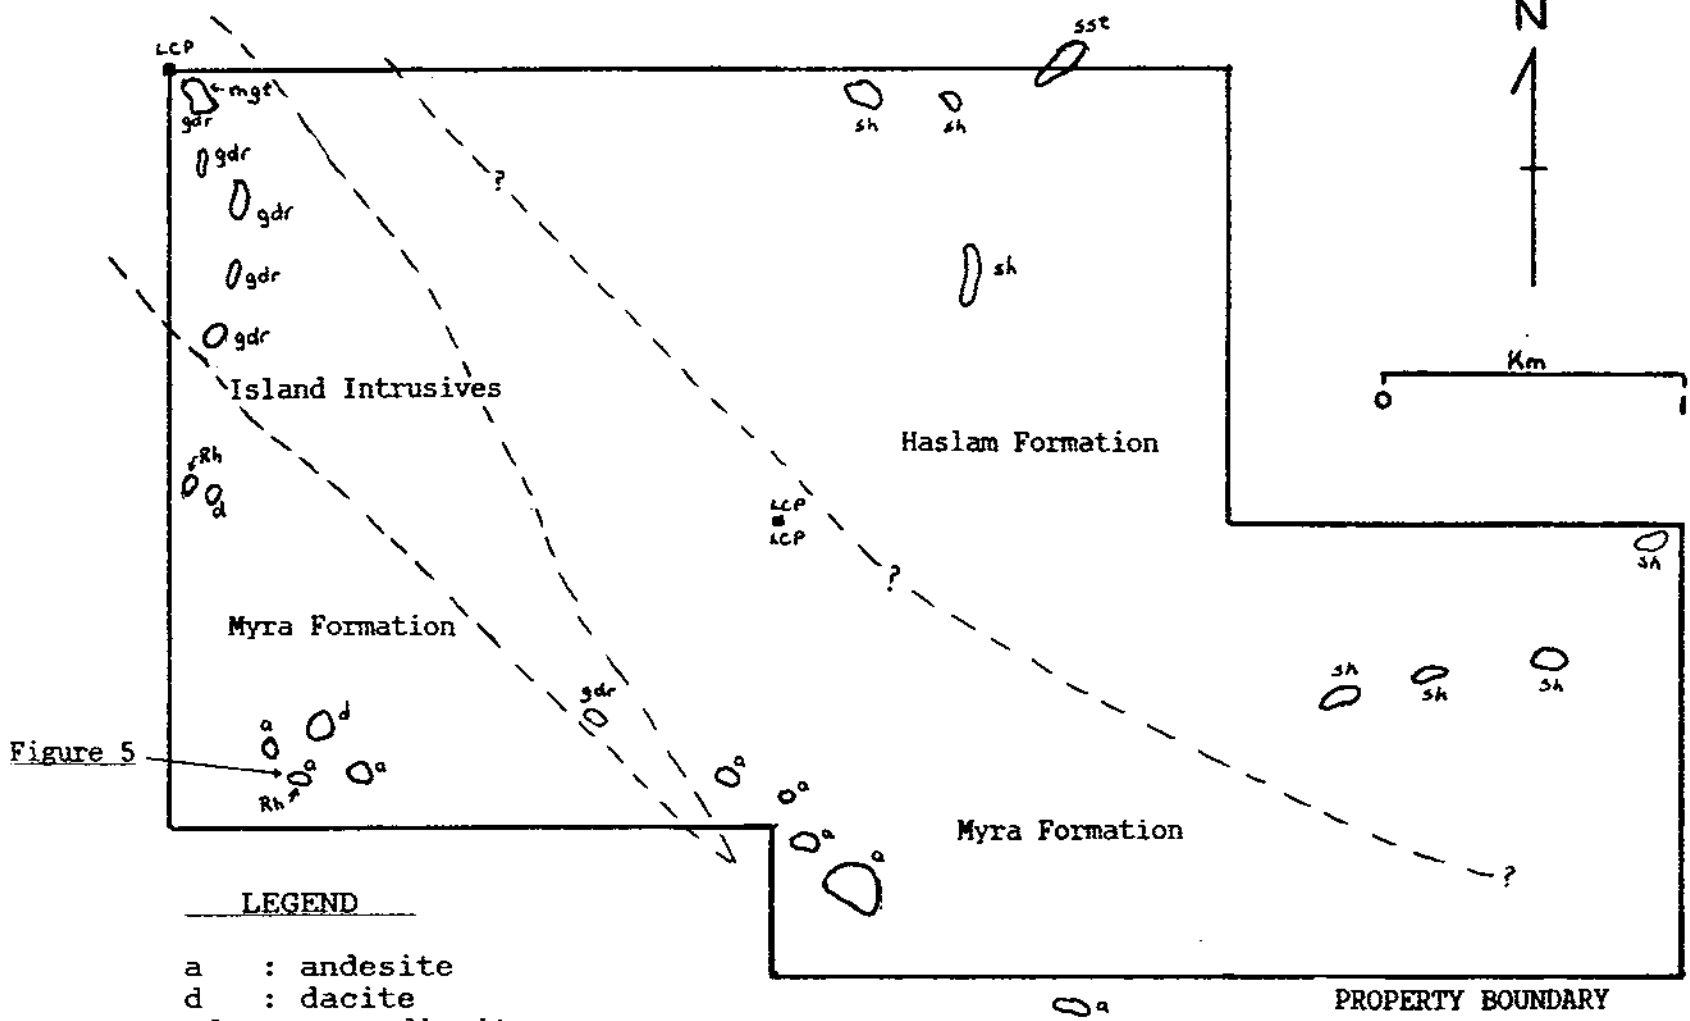 N
sst
LCP
mgt
gdr
sh
sh
gdr
?
gdr
gdr
sh
Km
0
1
gdr
Island Intrusives
Haslam Formation
Rh
d
LCP
LCP
sh
?
Myra Formation
sh
sh
sh
gdr
a
d
Figure 5
a
a
Rh
a
a
a
Myra Formation
a
?
LEGEND
a : andesite
d : dacite
a
PROPERTY BOUNDARY